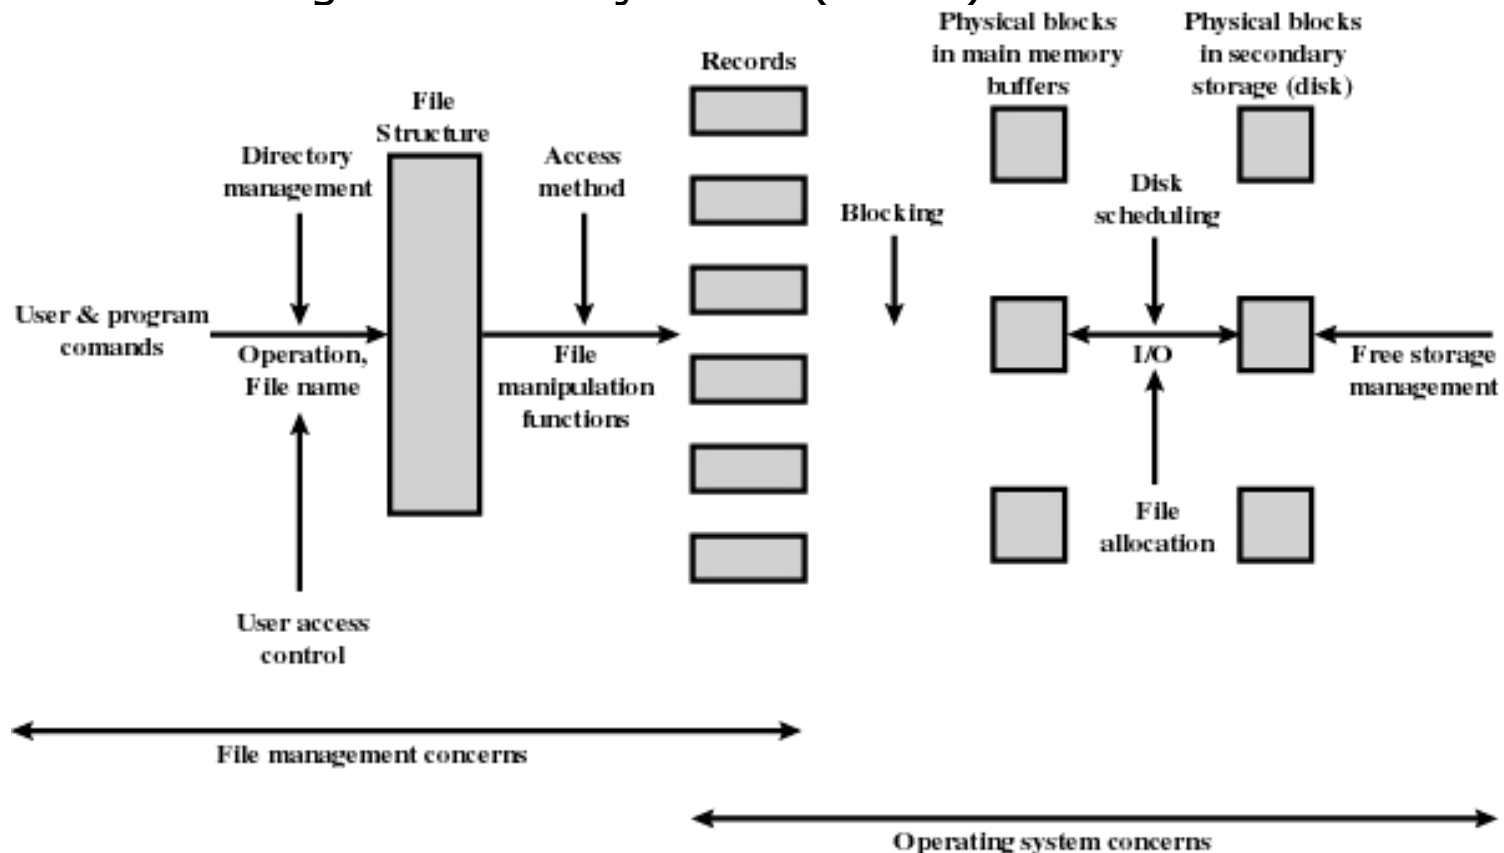 Physical blocks
in main memory
buffers
Physical blocks
in secondary
storage (disk)
Records
File
Structure
Directory
management
Access
method
Disk
scheduling
Blocking
User & program
comands
Operation,
File name
File
manipulation
functions
I/O
Free storage
management
File
allocation
User access
control
File management concerns
Operating system concerns